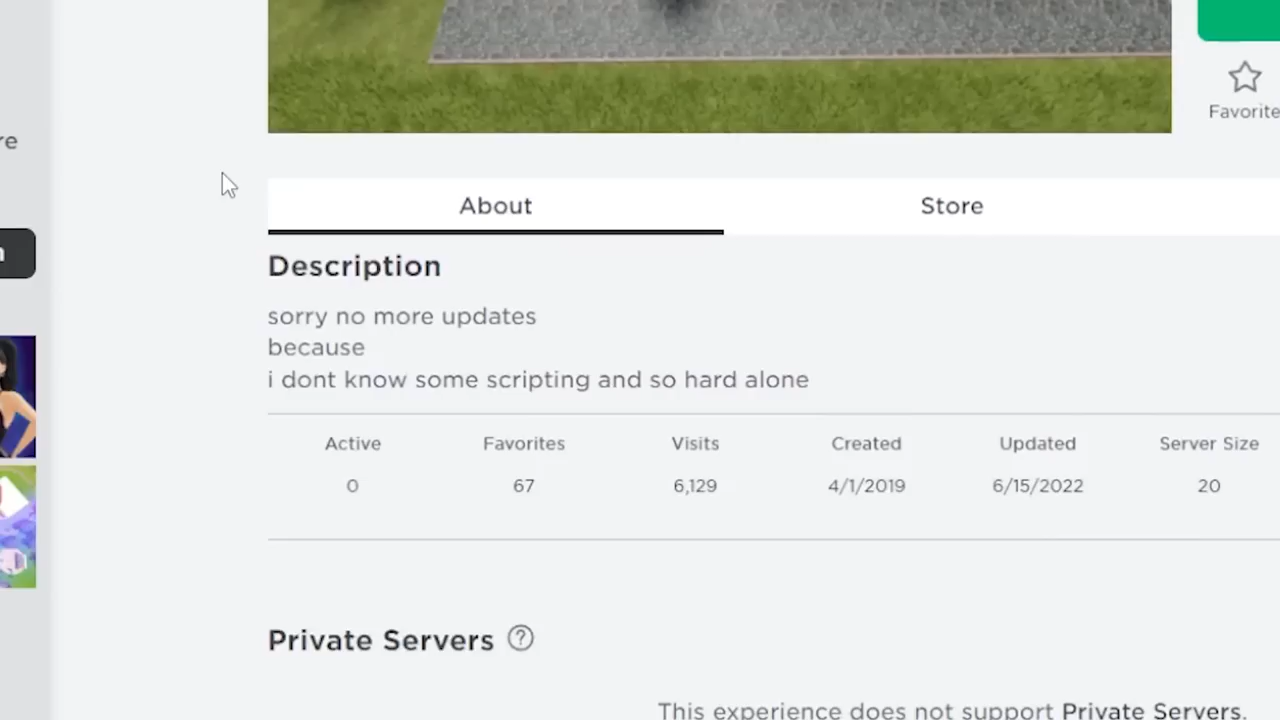 re
Favorite
About Store
Description
sorry no more updates
because
i dont know some scripting and so hard alone
Active Favorites Visits Created Updated Server Size
0 67 6,129 4/1/2019 6/15/2022 20
Private Servers
This experience does not support Private Servers.